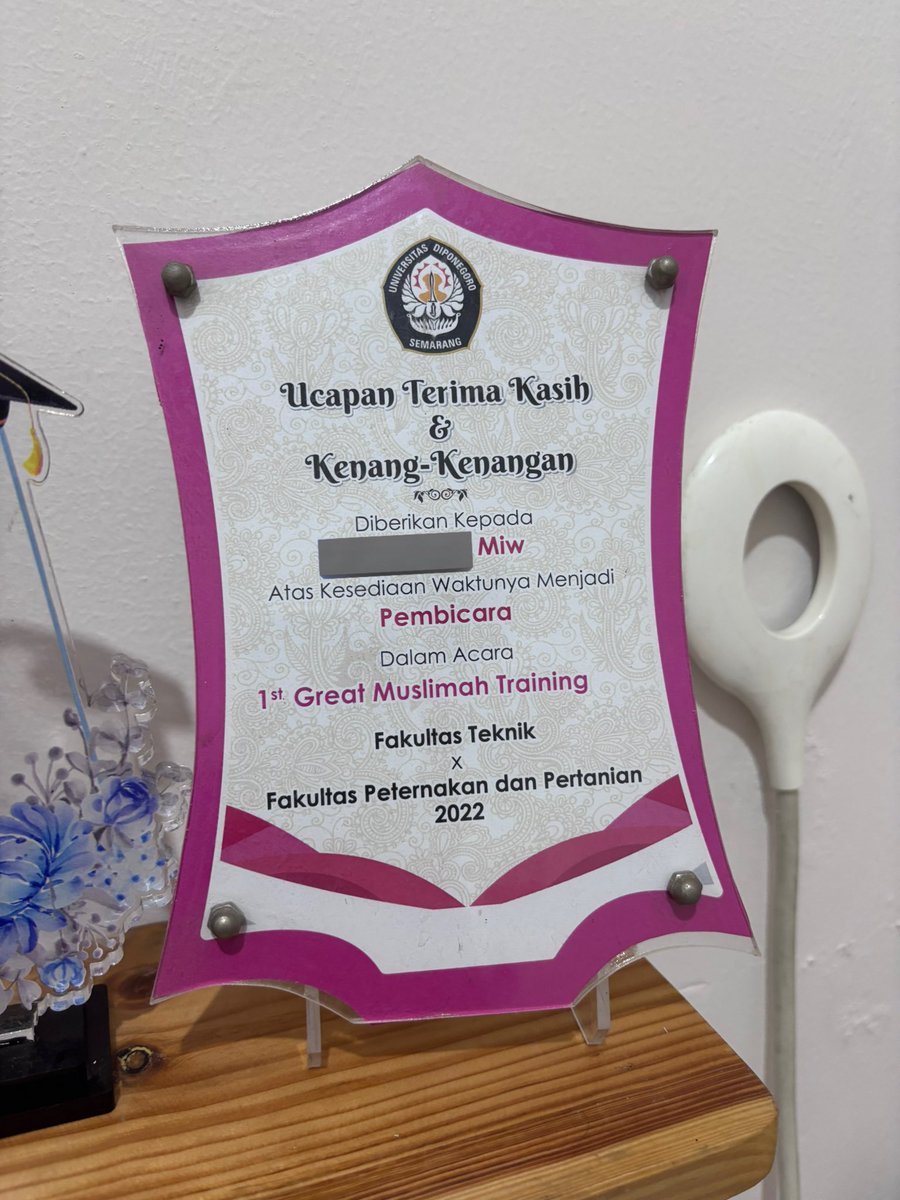 UNIVERSITAS DIPONEGORO
SEMARANG
Ucapan Terima Kasih
&
Kenang-Kenangan
Diberikan Kepada
Miw
Atas Kesediaan Waktunya Menjadi
Pembicara
Dalam Acara
1st. Great Muslimah Training
Fakultas Teknik
x
Fakultas Peternakan dan Pertanian
2022